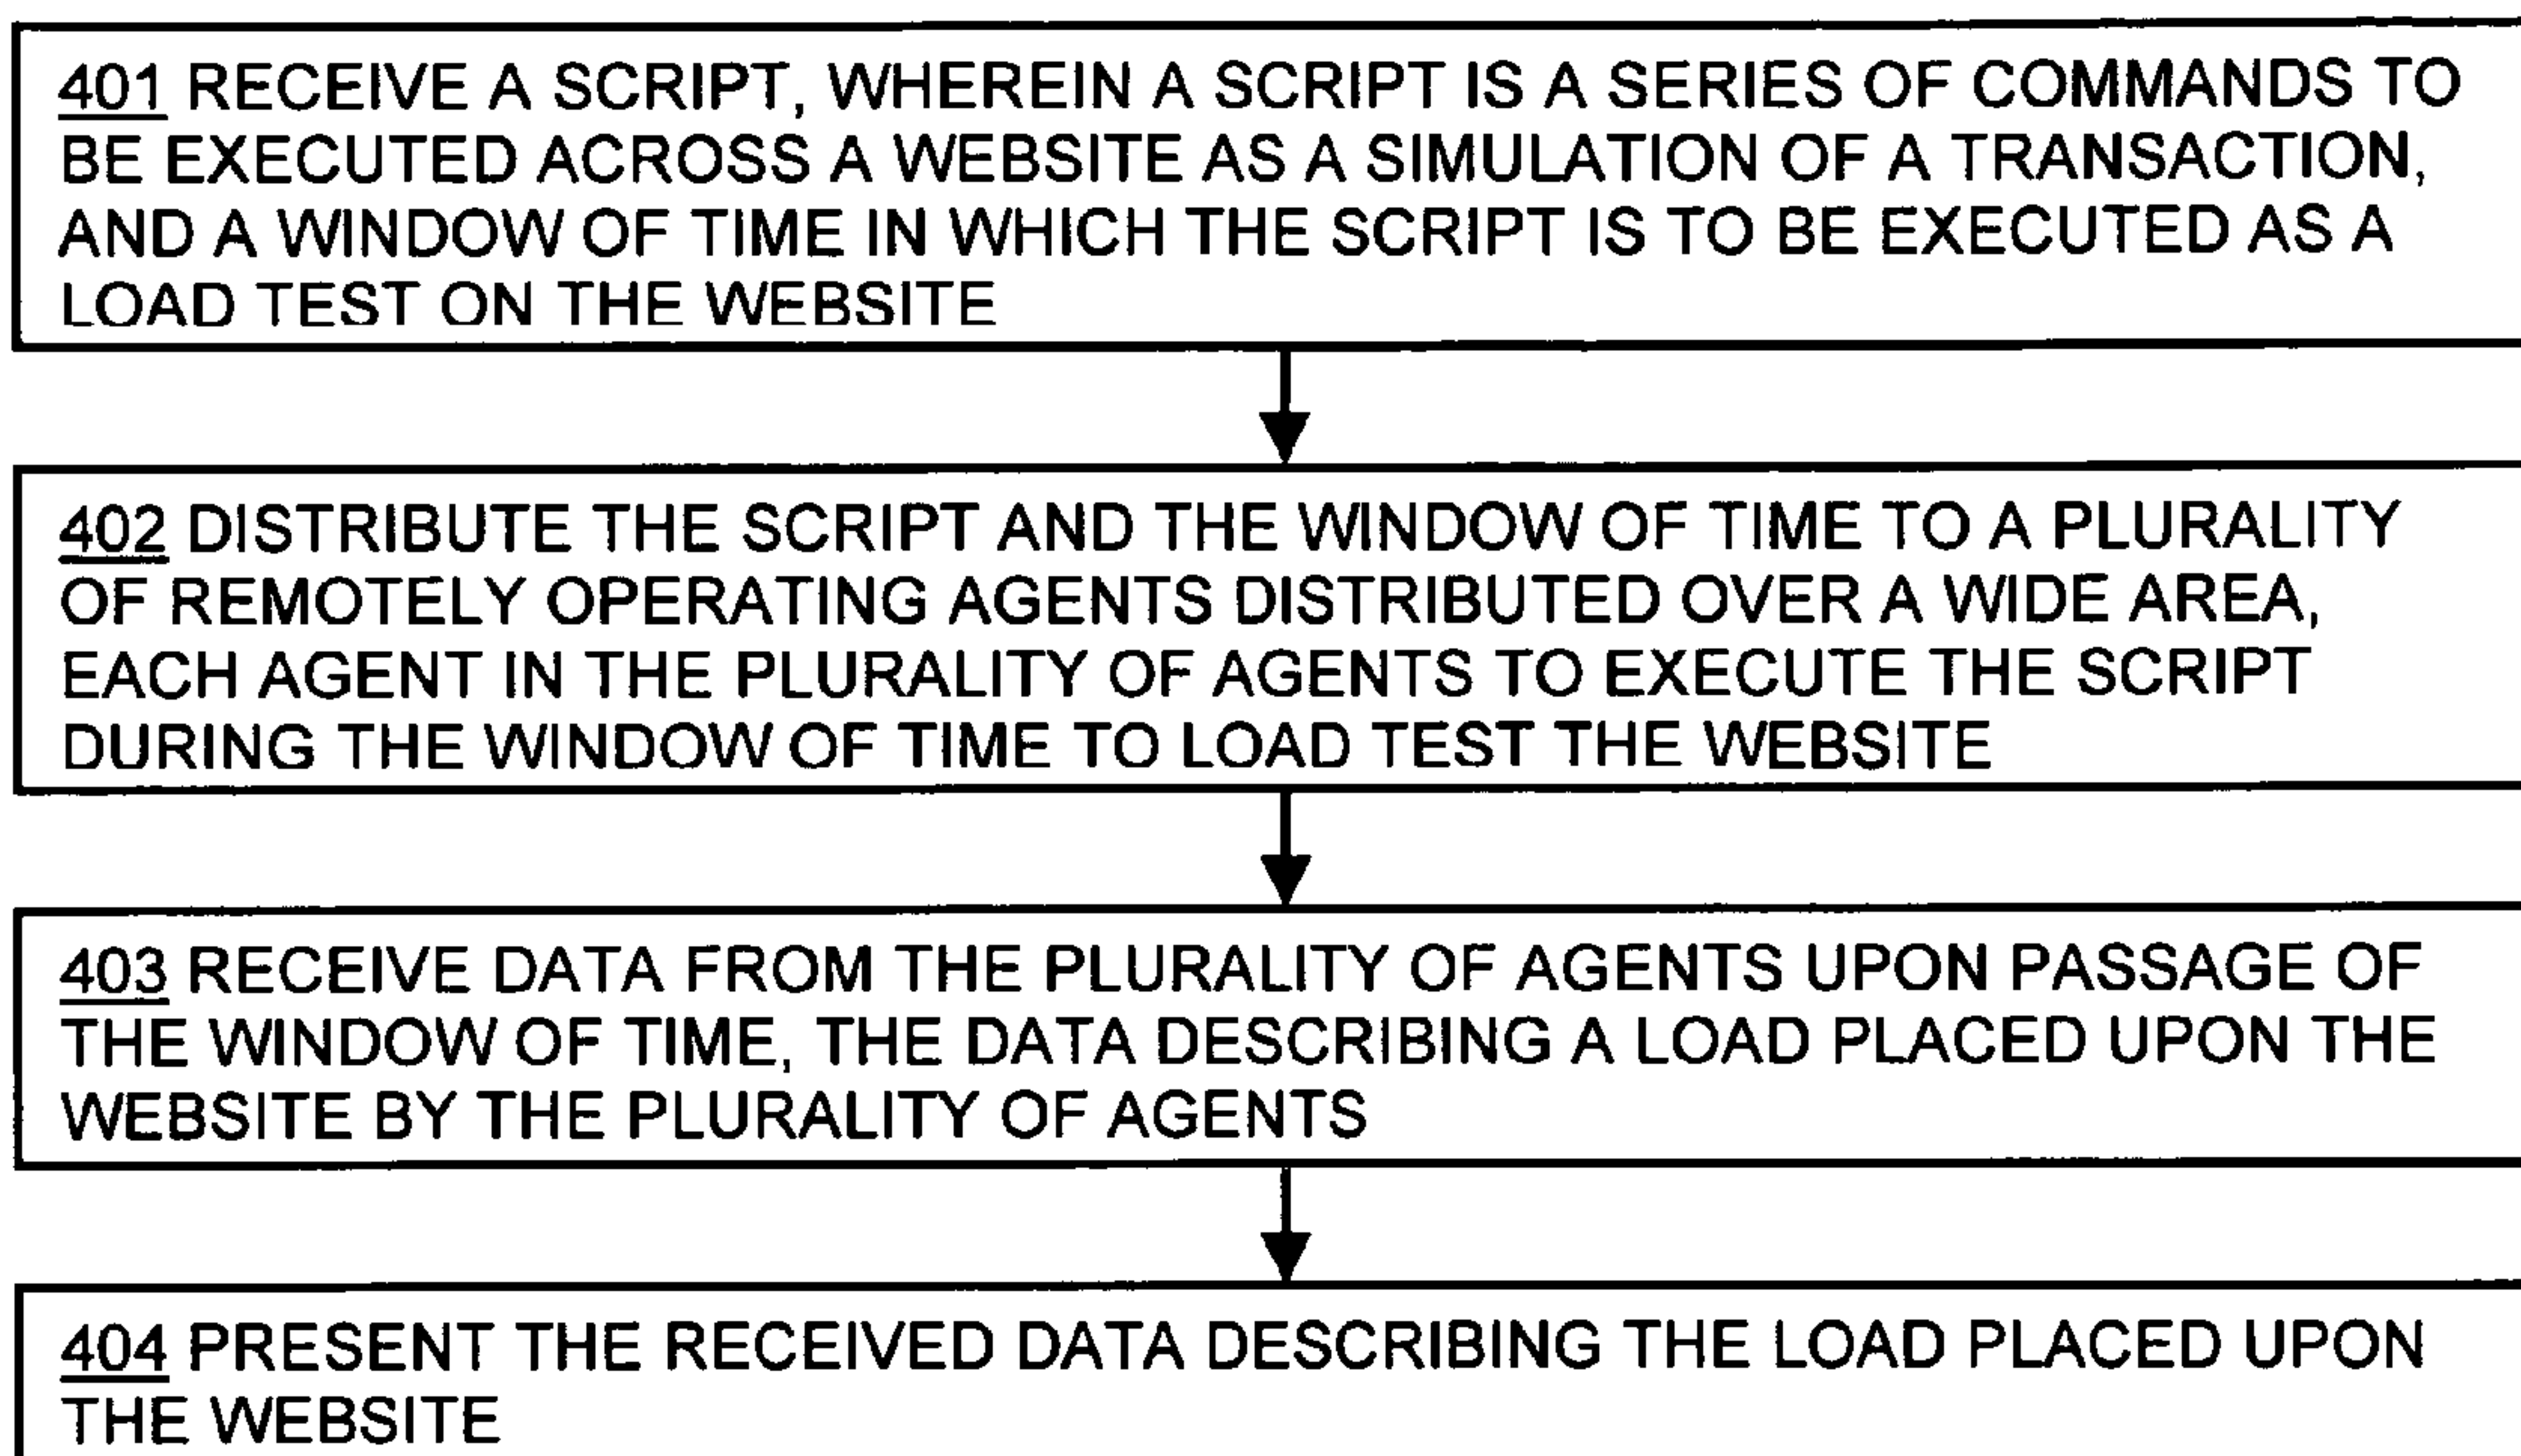 401 RECEIVE A SCRIPT, WHEREIN A SCRIPT IS A SERIES OF COMMANDS TO
BE EXECUTED ACROSS A WEBSITE AS A SIMULATION OF A TRANSACTION,
AND A WINDOW OF TIME IN WHICH THE SCRIPT IS TO BE EXECUTED AS A
LOAD TEST ON THE WEBSITE
402 DISTRIBUTE THE SCRIPT AND THE WINDOW OF TIME TO A PLURALITY
OF REMOTELY OPERATING AGENTS DISTRIBUTED OVER A WIDE AREA,
EACH AGENT IN THE PLURALITY OF AGENTS TO EXECUTE THE SCRIPT
DURING THE WINDOW OF TIME TO LOAD TEST THE WEBSITE
403 RECEIVE DATA FROM THE PLURALITY OF AGENTS UPON PASSAGE OF
THE WINDOW OF TIME, THE DATA DESCRIBING A LOAD PLACED UPON THE
WEBSITE BY THE PLURALITY OF AGENTS
404 PRESENT THE RECEIVED DATA DESCRIBING THE LOAD PLACED UPON
THE WEBSITE